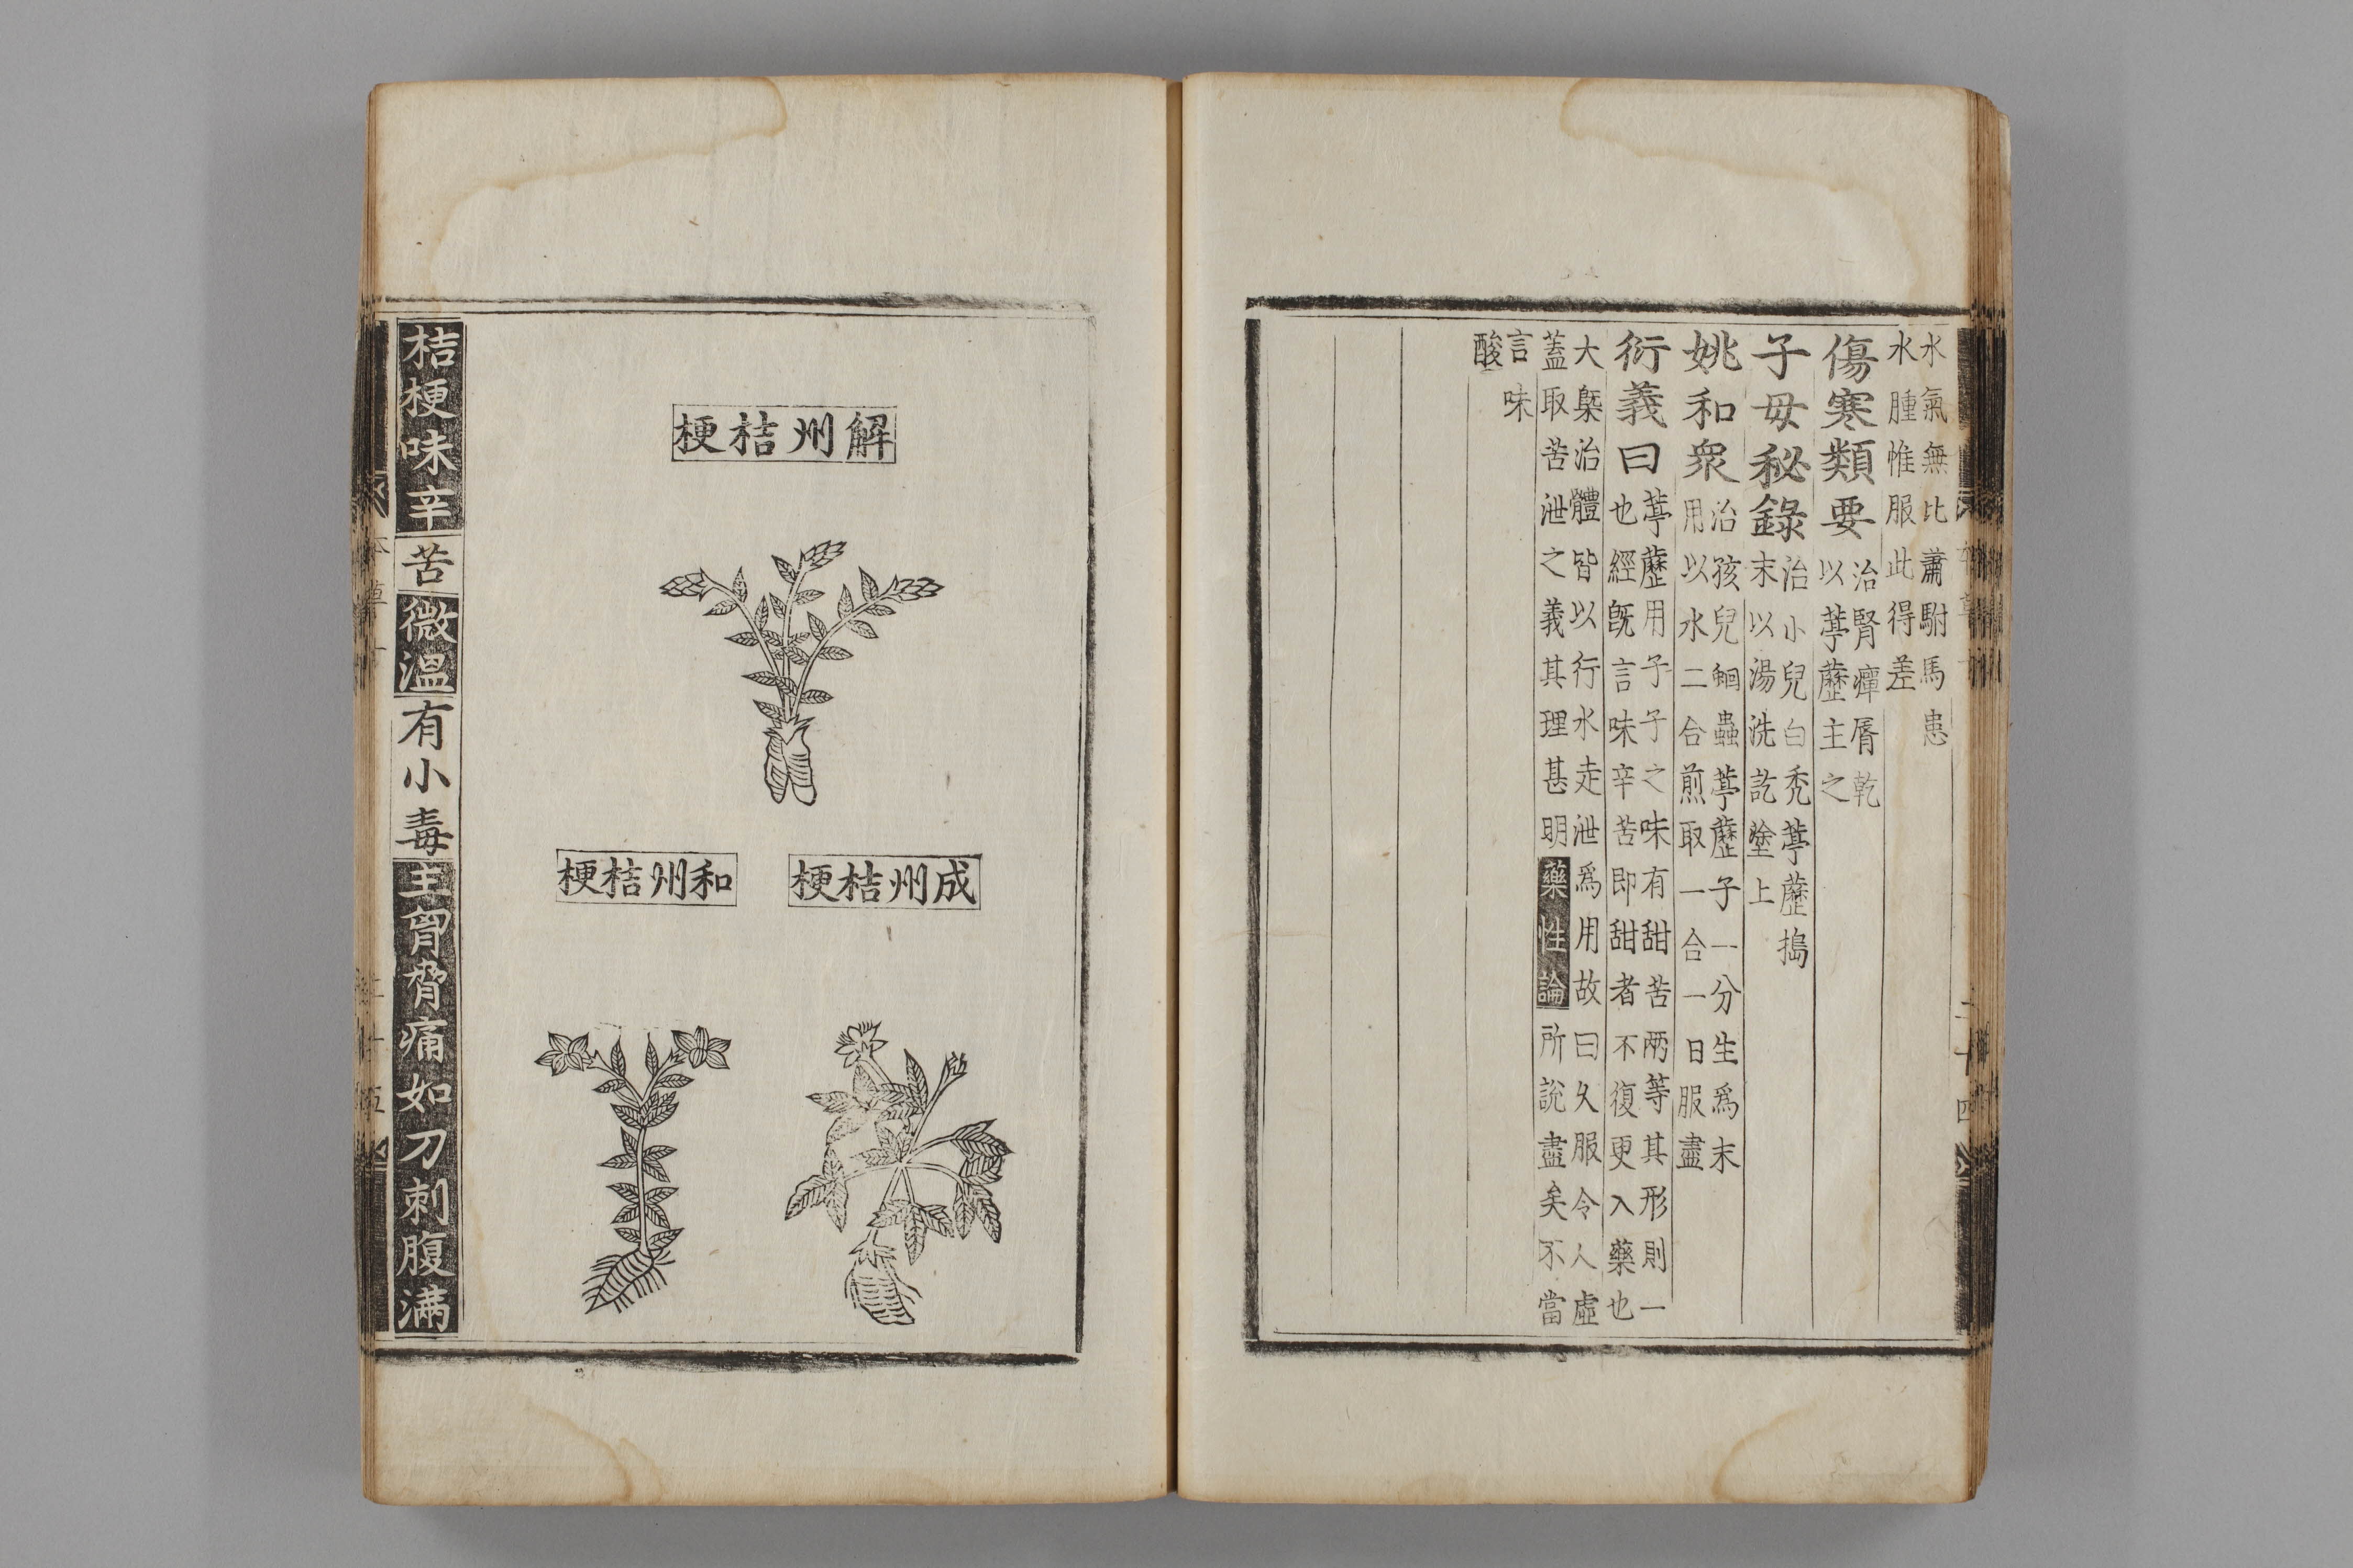 水氣無比蕭駙馬患
水腫惟服此得差
傷寒類要治腎癉脣乾
以葶藶主之
子母秘錄治小兒白禿葶藶搗
末以湯洗訖塗上
姚和衆治孩兒蛔蟲葶藶子一分生爲末
用以水二合煎取一合一日服盡
衍義曰葶藶用子子之味有甜苦兩等其形則一
也經旣言味辛苦即甜者不復更入藥也
大槩治體皆以行水走泄爲用故曰久服令人虛
蓋取苦泄之義其理甚明藥性論所說盡矣不當
言味
酸
解州桔梗
成州桔梗
和州桔梗
桔梗味辛苦微溫有小毒主胷脅痛如刀刺腹滿